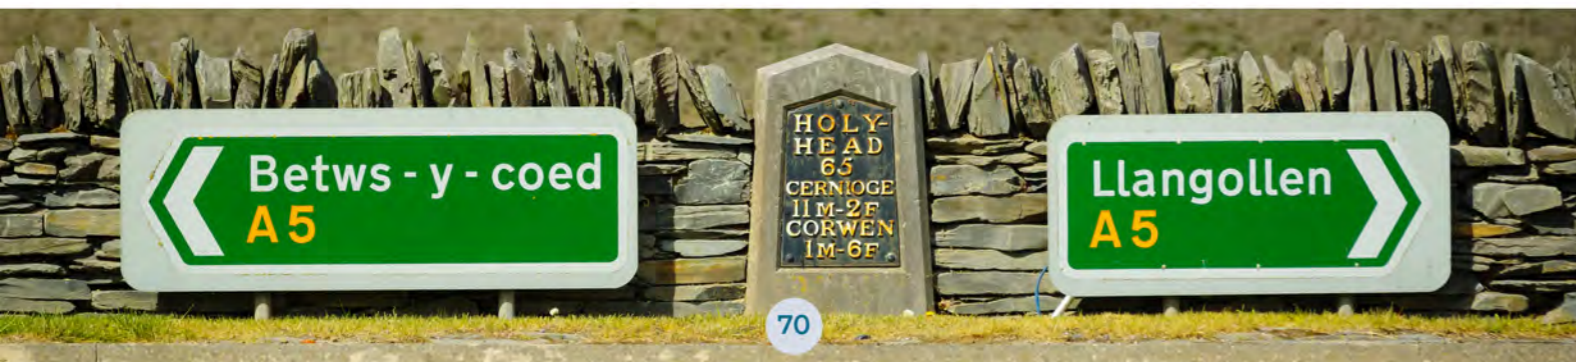 Betws - y - coed
A5
HOLY-
HEAD
65
CERNIOGE
11M-2F
CORWEN
1M-6F
Llangollen
A5
70